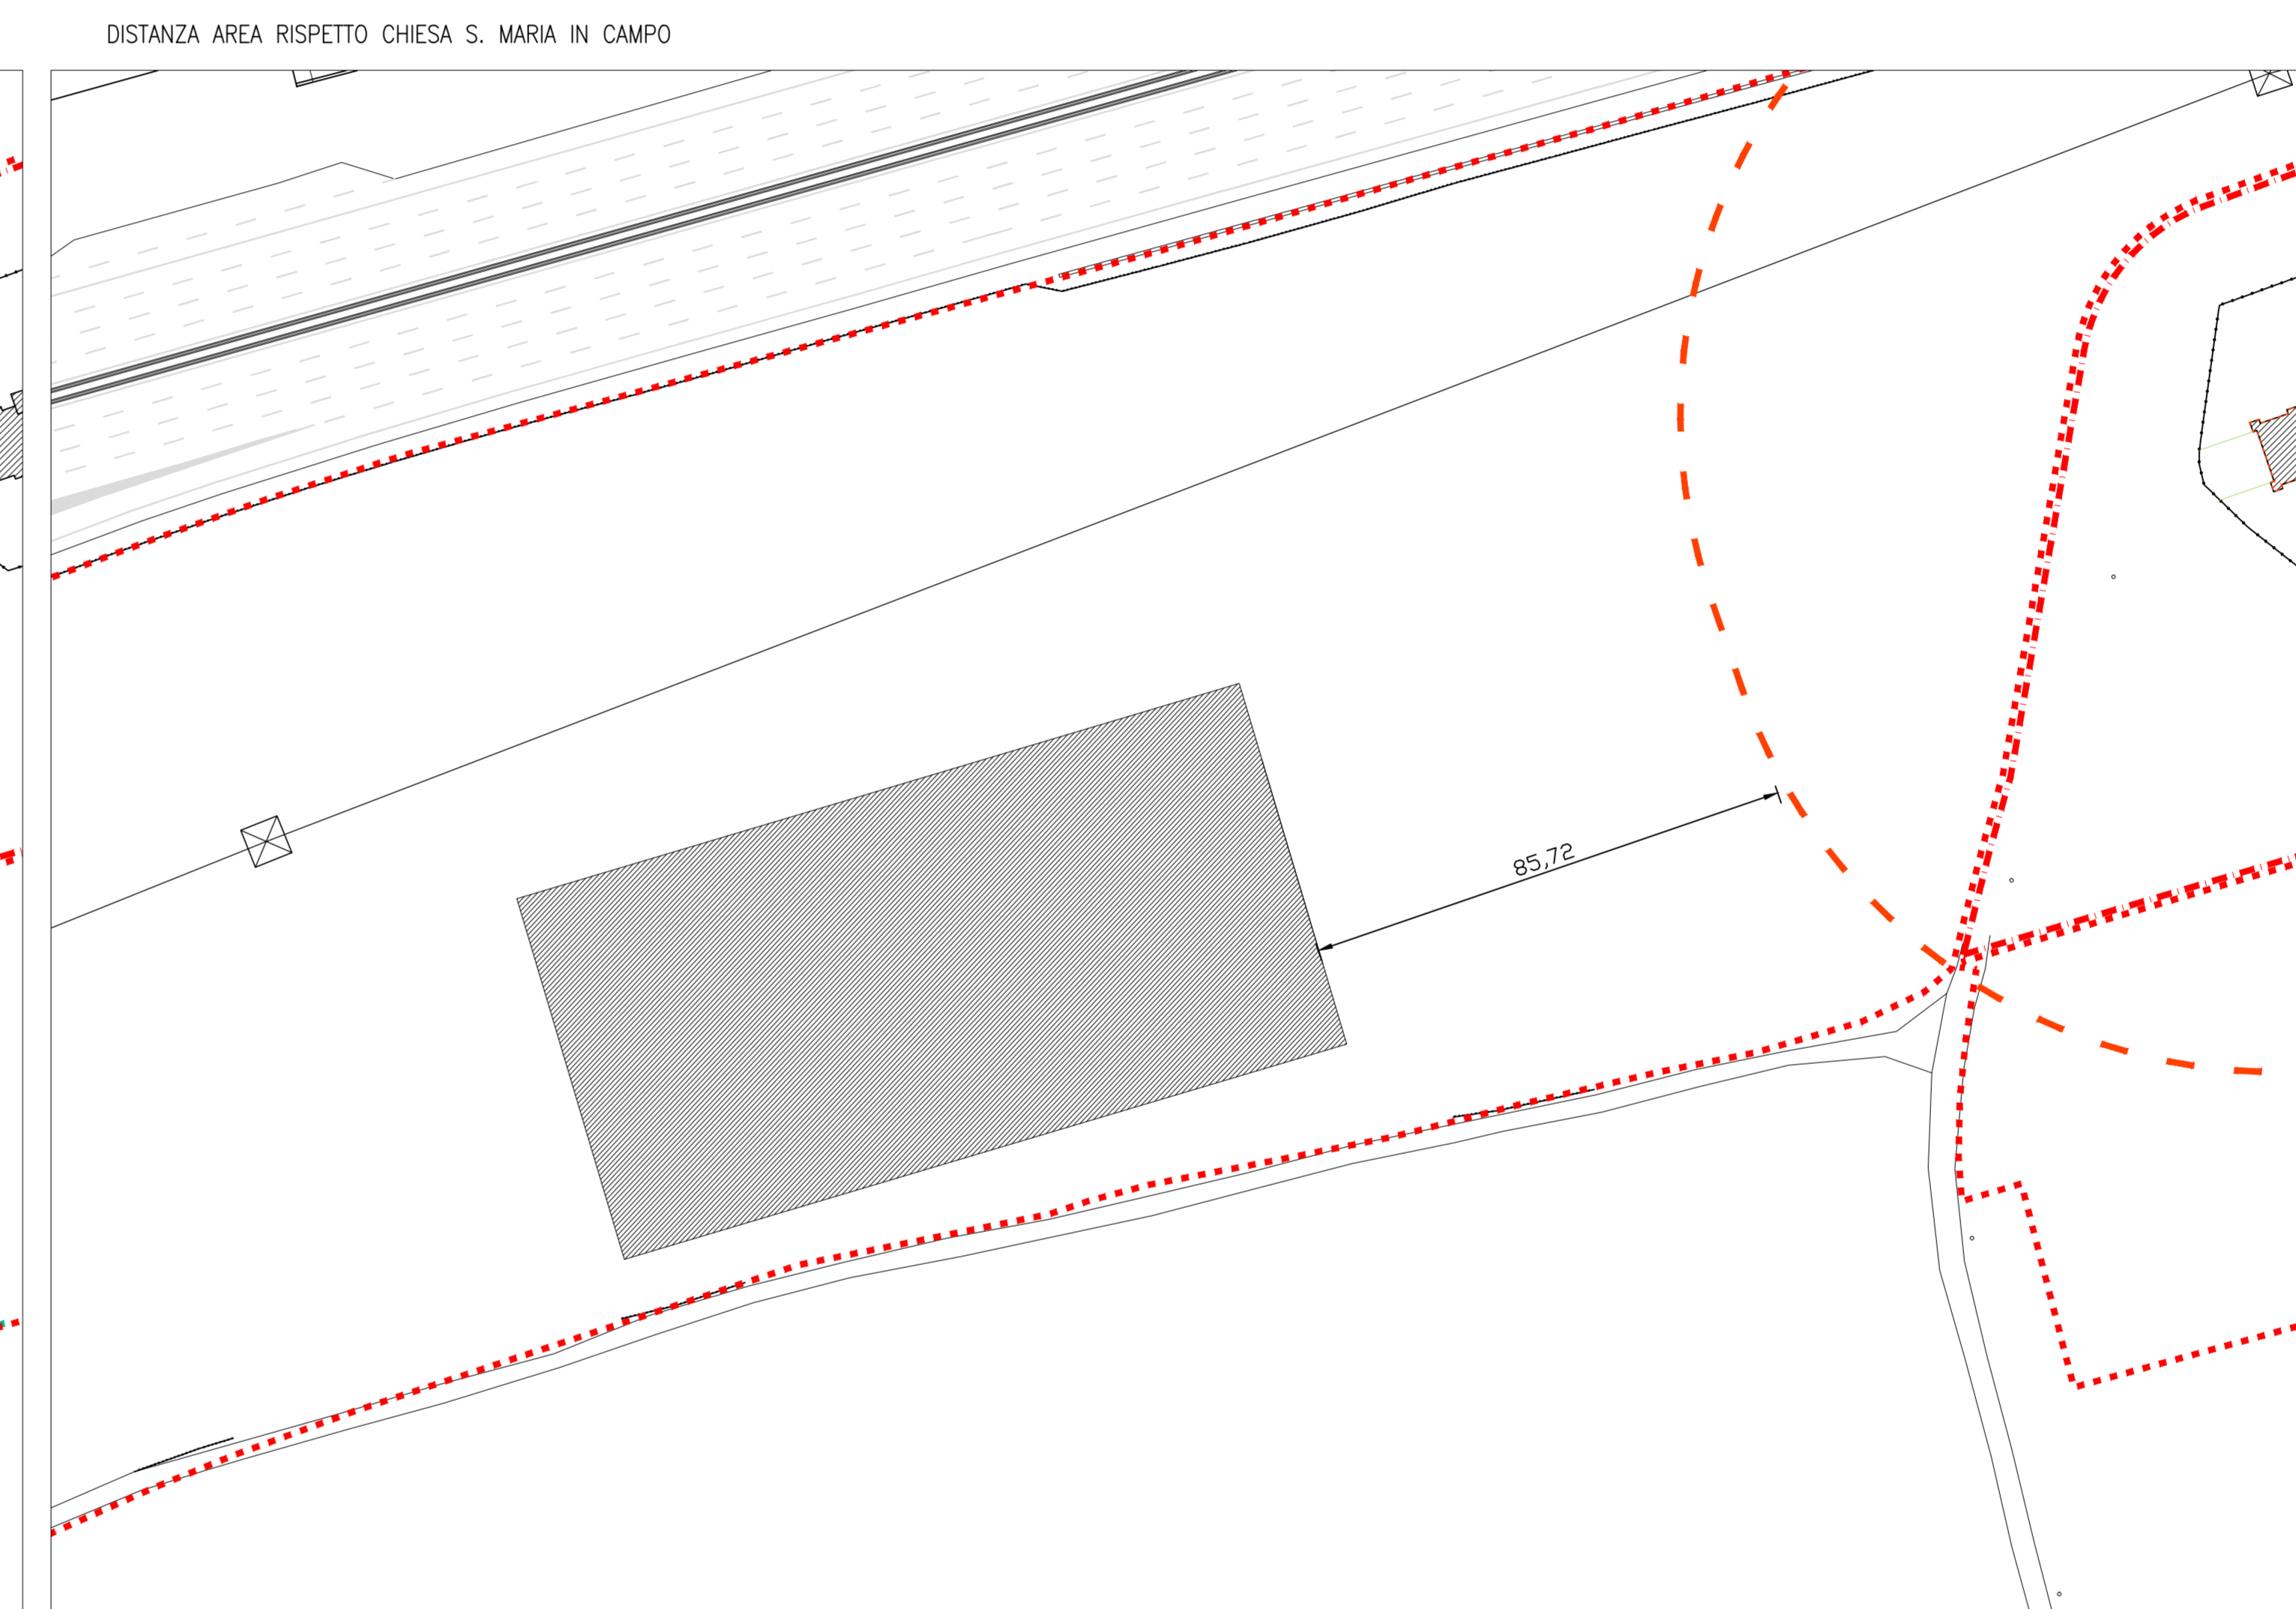 DISTANZA AREA RISPETTO CHIESA S. MARIA IN CAMPO
85,72